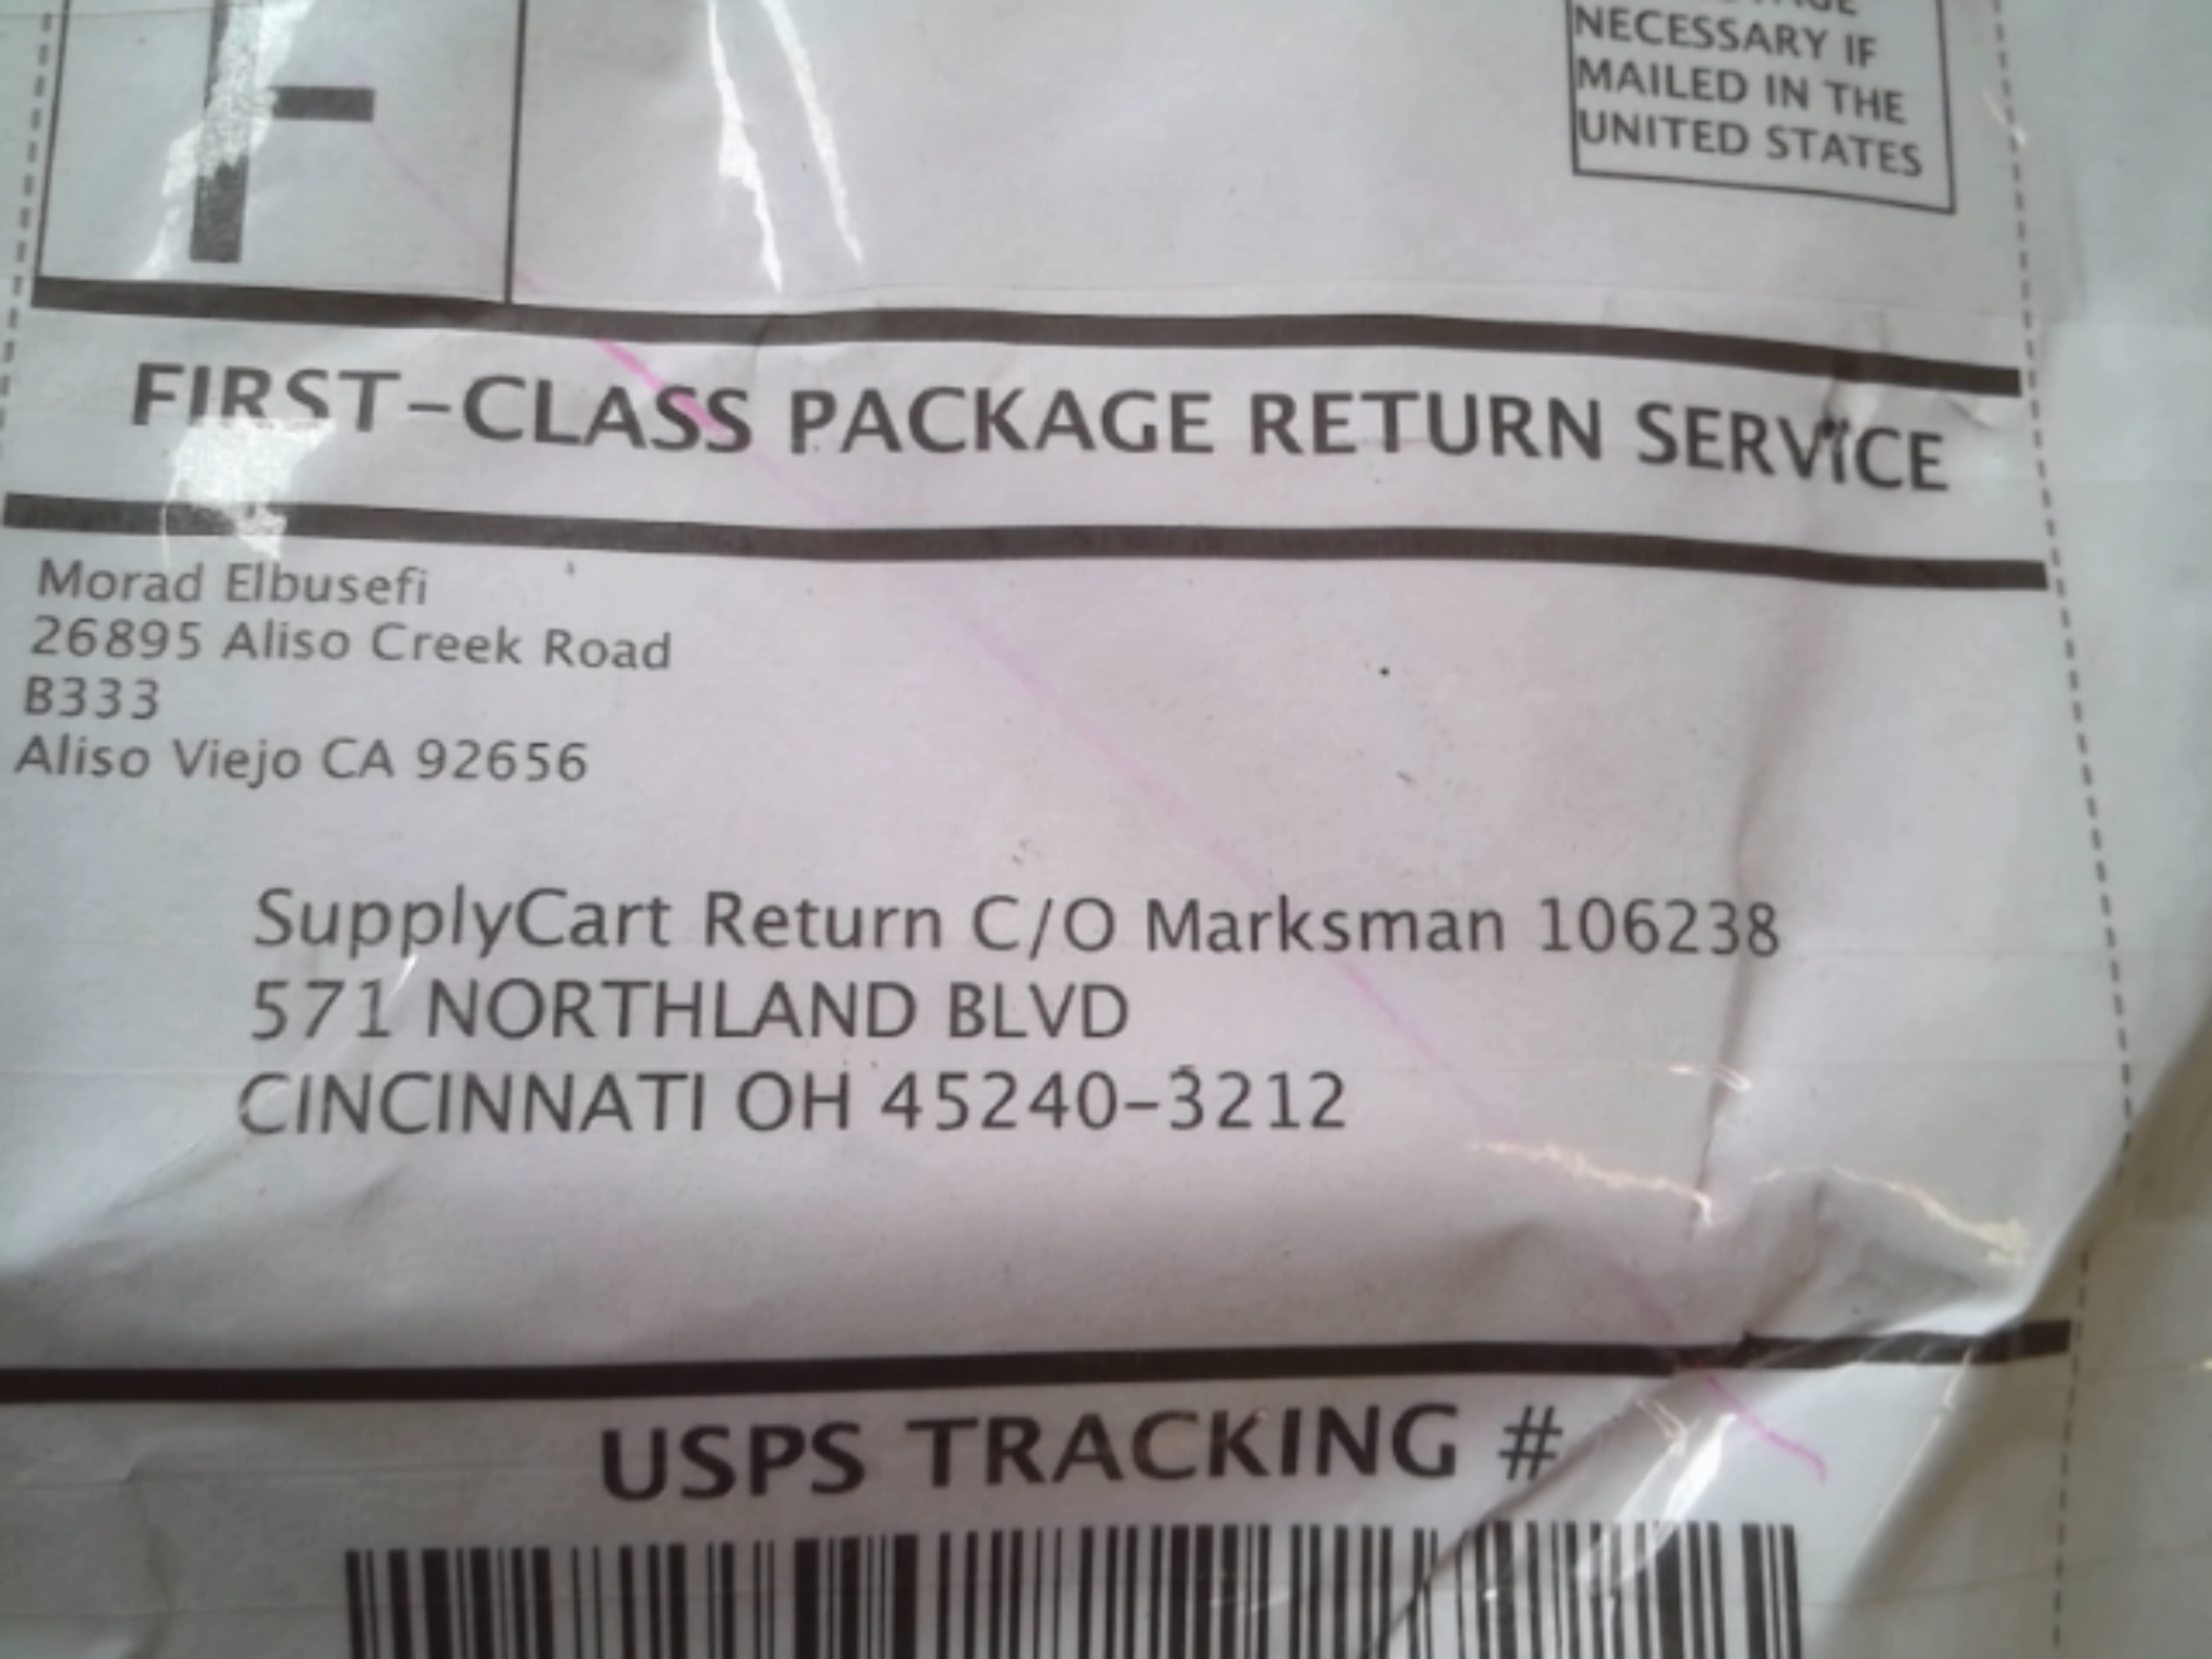 NECESSARY IF
MAILED IN THE
UNITED STATES
F
FIRST-CLASS PACKAGE RETURN SERVICE
Morad Elbusefi
26895 Aliso Creek Road
B333
Aliso Viejo CA 92656
SupplyCart Return C/O Marksman 106238
571 NORTHLAND BLVD
CINCINNATI OH 45240-3212
USPS TRACKING #